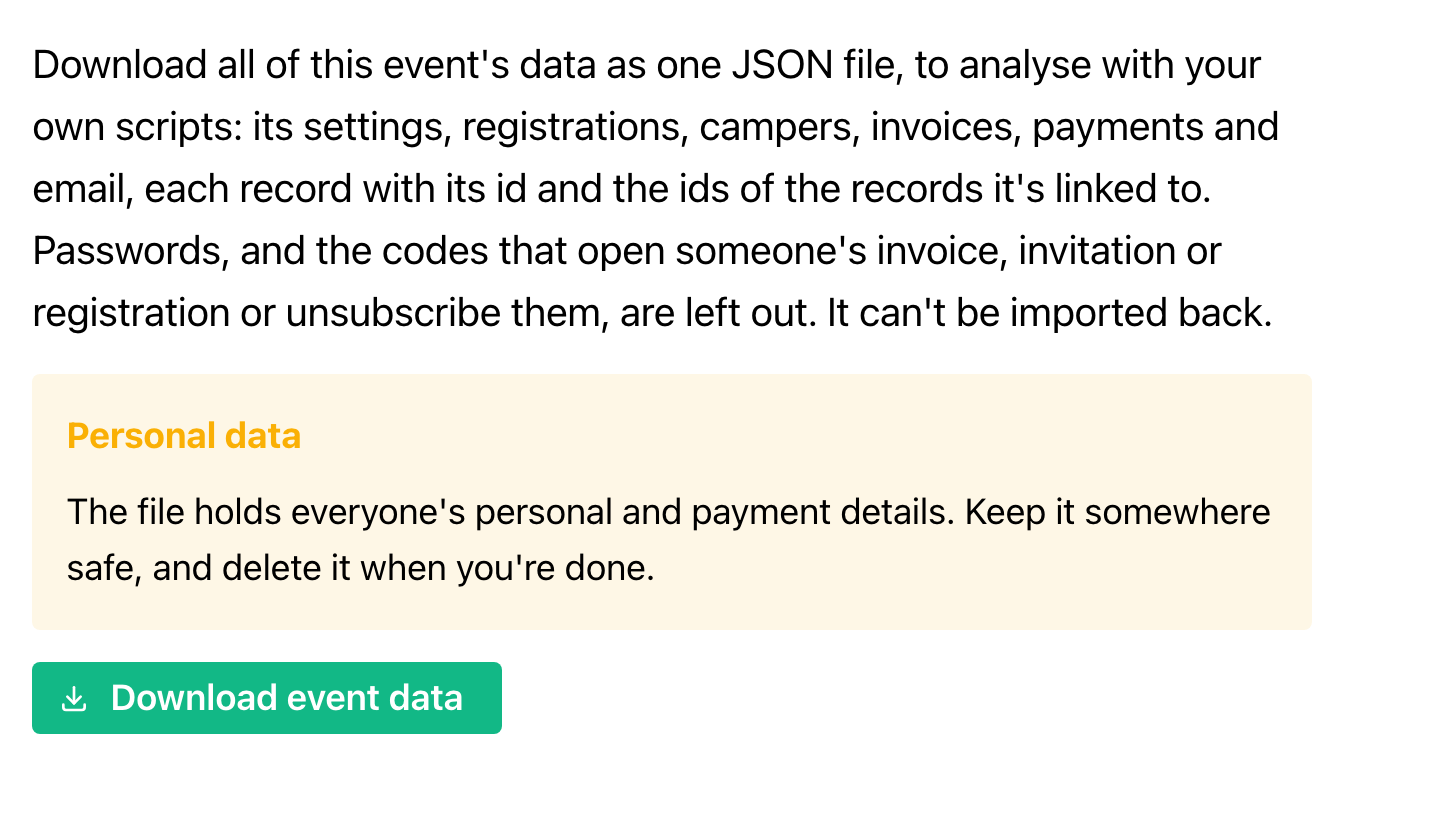 Download all of this event's data as one JSON file, to analyse with your
own scripts: its settings, registrations, campers, invoices, payments and
email, each record with its id and the ids of the records it's linked to.
Passwords, and the codes that open someone's invoice, invitation or
registration or unsubscribe them, are left out. It can't be imported back.
Personal data
The file holds everyone's personal and payment details. Keep it somewhere
safe, and delete it when you're done.
Download event data